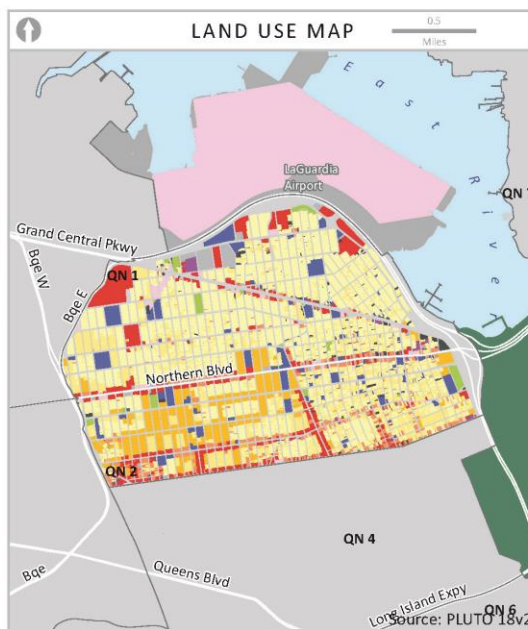 LAND USE MAP
0.5
Miles
East River
LaGuardia
Airport
Grand Central Pkwy
QN 1
Bqe W
Bqe E
Northern Blvd
QN 2
QN 4
Bqe
Queens Blvd
Long Island Expy
QN 6
Source: PLUTO 18v2
QN